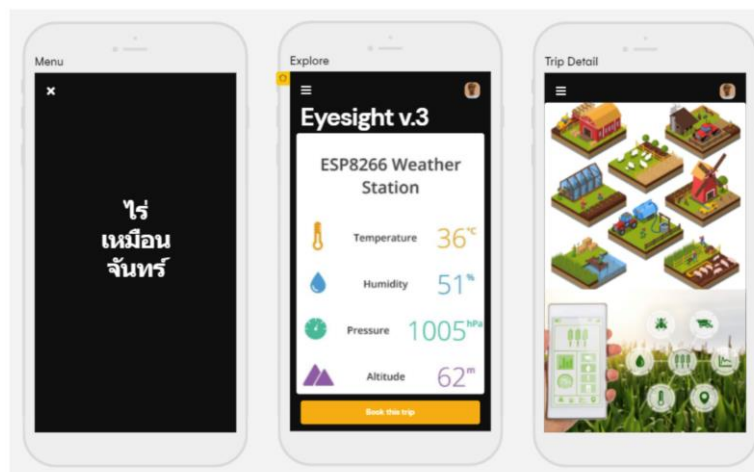 Menu
ไร่
เหมือน
จันทร์
Explore
Eyesight v.3
ESP8266 Weather
Station
Temperature 36°C
Humidity 51%
Pressure 1005hPa
Altitude 62m
Book this trip
Trip Detail